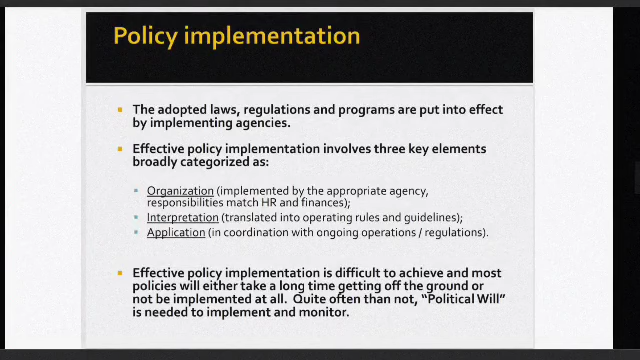 Policy implementation
The adopted laws, regulations and programs are put into effect
by implementing agencies.
Effective policy implementation involves three key elements
broadly categorized as:
Organization (implemented by the appropriate agency,
responsibilities match HR and finances);
Interpretation (translated into operating rules and guidelines);
Application (in coordination with ongoing operations / regulations).
Effective policy implementation is difficult to achieve and most
policies will either take a long time getting off the ground or
not be implemented at all. Quite often than not, “Political Will”
is needed to implement and monitor.